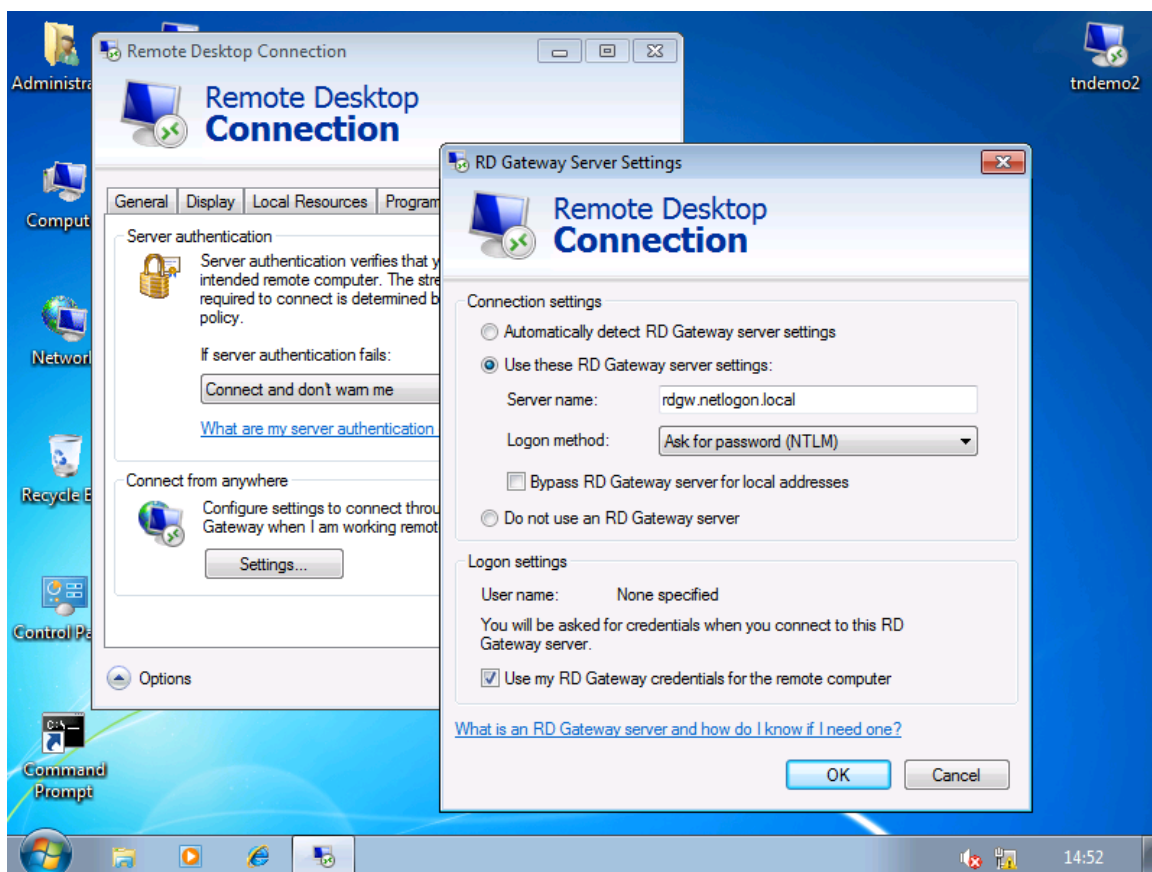 Administra
Comput
Networ
Recycle B
Control Pa
Command
Prompt
tndemo2
Remote Desktop Connection
Remote Desktop
Connection
General
Display
Local Resources
Program
Server authentication
Server authentication verifies that y
intended remote computer. The stre
required to connect is determined b
policy.
If server authentication fails:
Connect and don't warn me
What are my server authentication
Connect from anywhere
Configure settings to connect throu
Gateway when I am working remot
Settings...
Options
RD Gateway Server Settings
Remote Desktop
Connection
Connection settings
Automatically detect RD Gateway server settings
Use these RD Gateway server settings:
Server name: rdgw.netlogon.local
Logon method: Ask for password (NTLM)
Bypass RD Gateway server for local addresses
Do not use an RD Gateway server
Logon settings
User name: None specified
You will be asked for credentials when you connect to this RD
Gateway server.
Use my RD Gateway credentials for the remote computer
What is an RD Gateway server and how do I know if I need one?
OK
Cancel
14:52